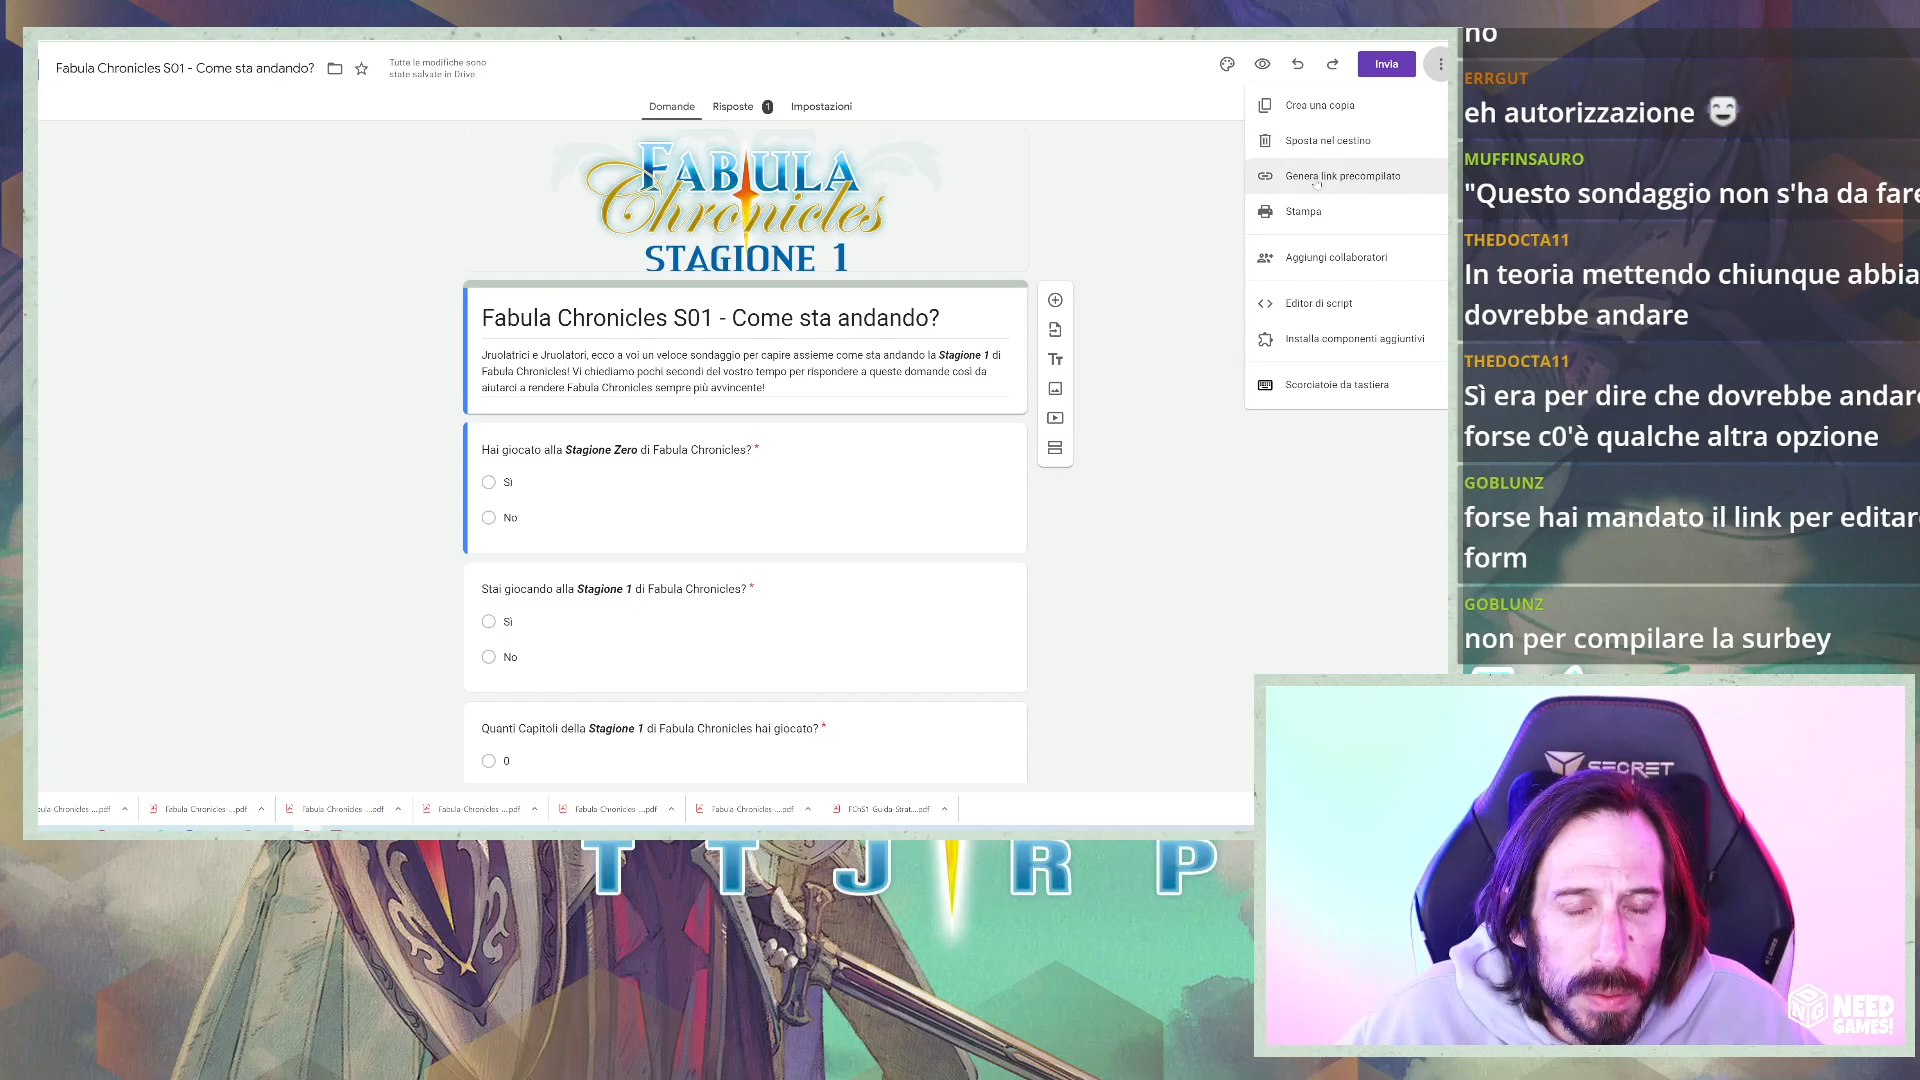 Fabula Chronicles S01 - Come sta andando?
Tutte le modifiche sono
state salvate in Drive
Invia
Domande
Risposte 1
Impostazioni
Crea una copia
Sposta nel cestino
Genera link precompilato
Stampa
Aggiungi collaboratori
Editor di script
Installa componenti aggiuntivi
Scorciatoie da tastiera
FABULA
Chronicles
STAGIONE 1
Fabula Chronicles S01 - Come sta andando?
Jruolatrici e Jruolatori, ecco a voi un veloce sondaggio per capire assieme come sta andando la Stagione 1 di
Fabula Chronicles! Vi chiediamo pochi secondi del vostro tempo per rispondere a queste domande così da
aiutarci a rendere Fabula Chronicles sempre più avvincente!
Hai giocato alla Stagione Zero di Fabula Chronicles? *
Sì
No
Stai giocando alla Stagione 1 di Fabula Chronicles? *
Sì
No
Quanti Capitoli della Stagione 1 di Fabula Chronicles hai giocato? *
0
bula-Chronicles-....pdf
Fabula-Chronicles-....pdf
Fabula-Chronicles-....pdf
Fabula-Chronicles-....pdf
Fabula-Chronicles-....pdf
Fabula-Chronicles-....pdf
FChS1-Guida-Strat....pdf
no
ERRGUT
eh autorizzazione
MUFFINSAURO
"Questo sondaggio non s'ha da fare
THEDOCTA11
In teoria mettendo chiunque abbia
dovrebbe andare
THEDOCTA11
Sì era per dire che dovrebbe andare
forse c0'è qualche altra opzione
GOBLUNZ
forse hai mandato il link per editare
form
GOBLUNZ
non per compilare la surbey
T T J R P
SECRET
NEED
GAMES!